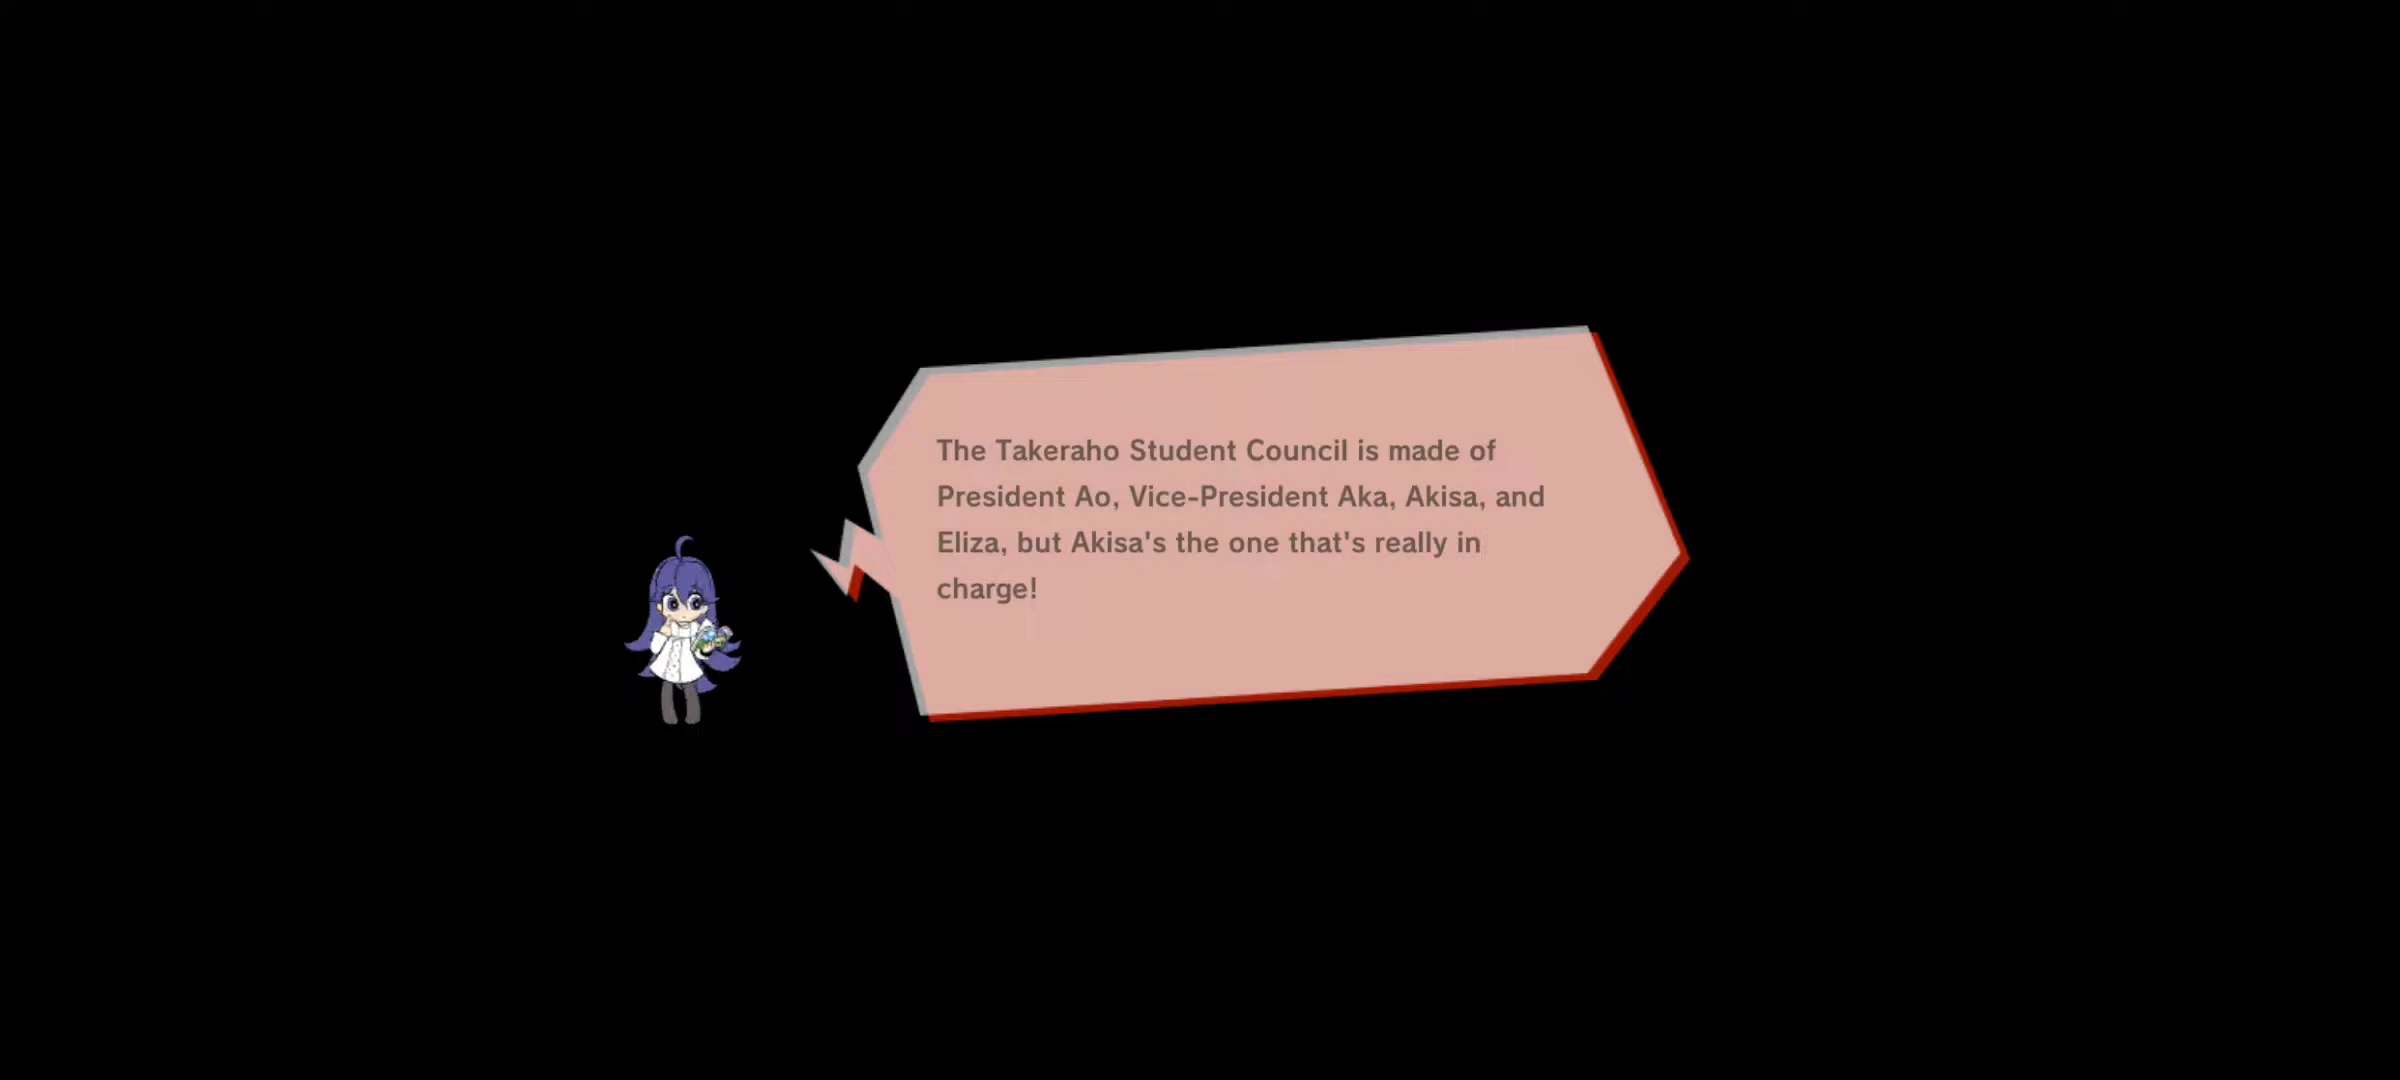 The Takeraho Student Council is made of
President Ao, Vice-President Aka, Akisa, and
Eliza, but Akisa's the one that's really in
charge!